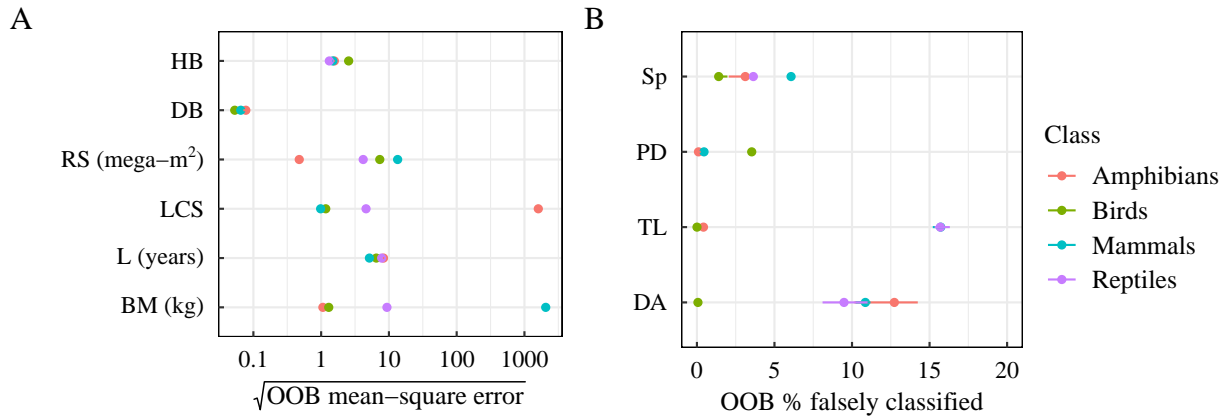 A
HB
DB
RS (mega−m²)
LCS
L (years)
BM (kg)
0.1 1 10 100 1000
√OOB mean−square error
B
Sp
PD
TL
DA
0 5 10 15 20
OOB % falsely classified
Class
Amphibians
Birds
Mammals
Reptiles